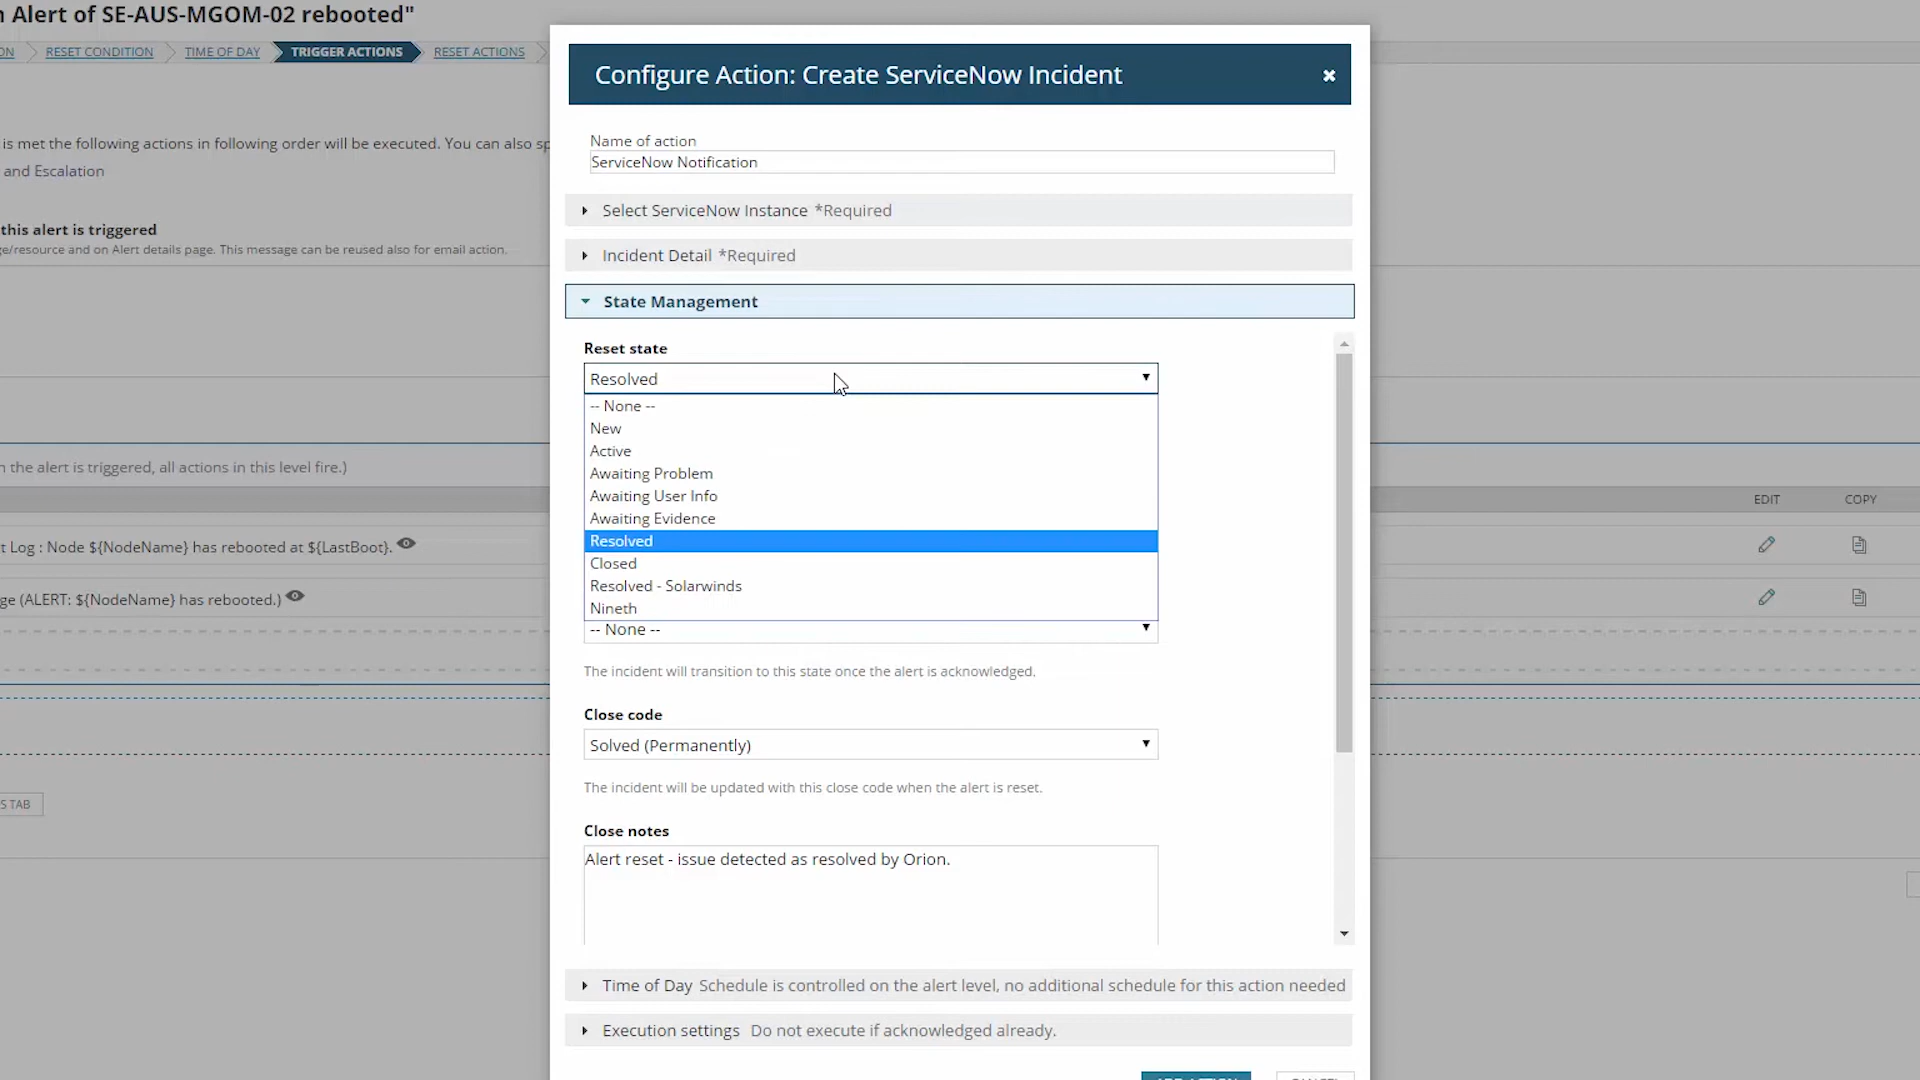 Alert of SE-AUS-MGOM-02 rebooted"
ON RESET CONDITION TIME OF DAY TRIGGER ACTIONS RESET ACTIONS
is met the following actions in following order will be executed. You can also sp
and Escalation
this alert is triggered
ge/resource and on Alert details page. This message can be reused also for email action.
n the alert is triggered, all actions in this level fire.)
EDIT COPY
t Log : Node ${NodeName} has rebooted at ${LastBoot}.
ge (ALERT: ${NodeName} has rebooted.)
S TAB
Configure Action: Create ServiceNow Incident
Name of action
ServiceNow Notification
Select ServiceNow Instance *Required
Incident Detail *Required
State Management
Reset state
Resolved
-- None --
New
Active
Awaiting Problem
Awaiting User Info
Awaiting Evidence
Resolved
Closed
Resolved - Solarwinds
Nineth
-- None --
The incident will transition to this state once the alert is acknowledged.
Close code
Solved (Permanently)
The incident will be updated with this close code when the alert is reset.
Close notes
Alert reset - issue detected as resolved by Orion.
Time of Day Schedule is controlled on the alert level, no additional schedule for this action needed
Execution settings Do not execute if acknowledged already.